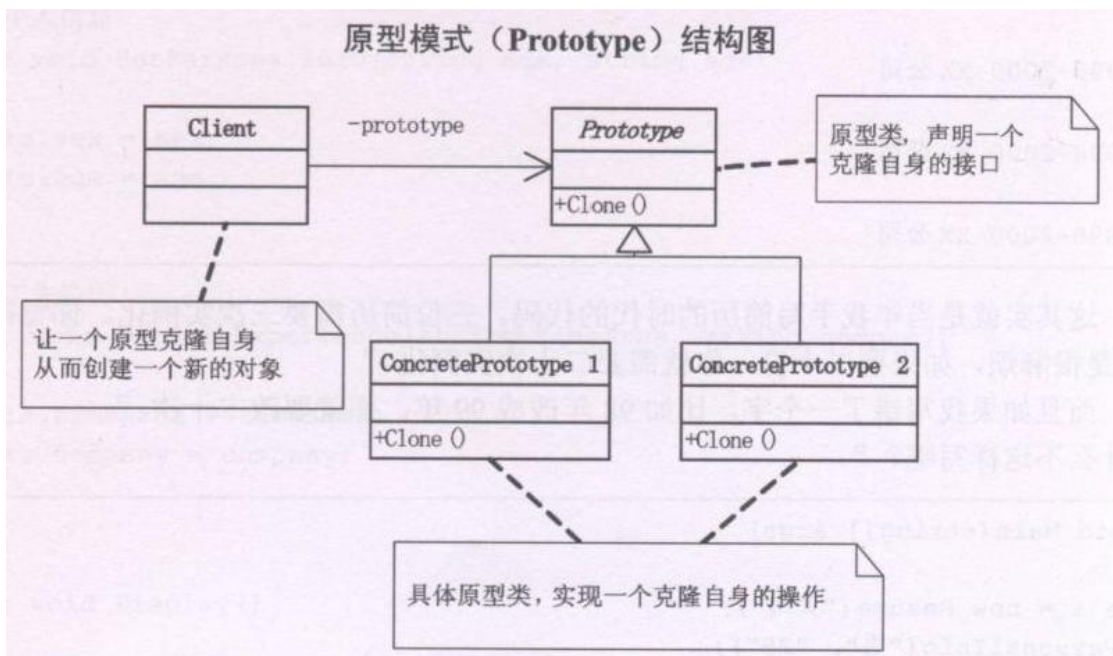 原型模式（Prototype）结构图
Client
-prototype
Prototype
+Clone()
原型类，声明一个
克隆自身的接口
让一个原型克隆自身
从而创建一个新的对象
ConcretePrototype 1
+Clone()
ConcretePrototype 2
+Clone()
具体原型类，实现一个克隆自身的操作